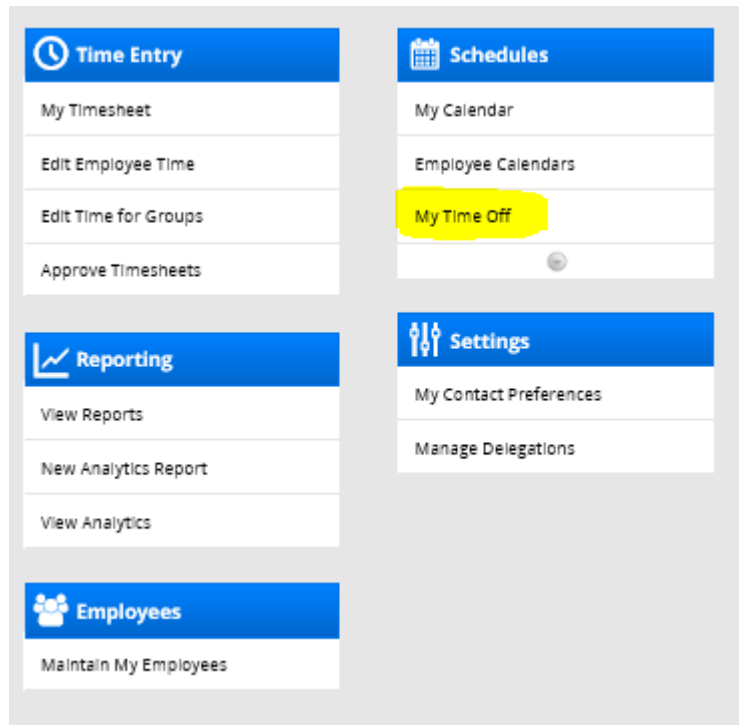 Time Entry
My Timesheet
Edit Employee Time
Edit Time for Groups
Approve Timesheets
Reporting
View Reports
New Analytics Report
View Analytics
Employees
Maintain My Employees
Schedules
My Calendar
Employee Calendars
My Time Off
Settings
My Contact Preferences
Manage Delegations